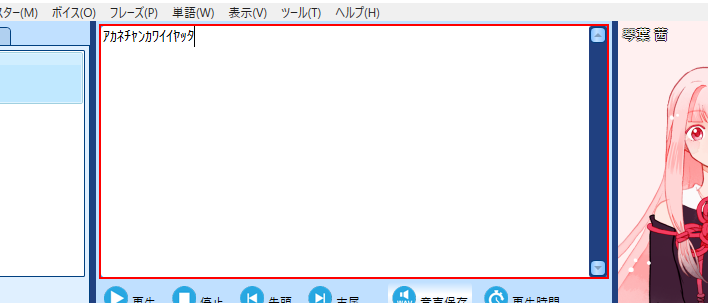 スター(M) ボイス(O) フレーズ(P) 単語(W) 表示(V) ツール(T) ヘルプ(H)
ｱｶﾈﾁｬﾝｶﾜｲｲﾔｯﾀ
琴葉 茜
再生 停止 先頭 末尾 音声保存 再生時間